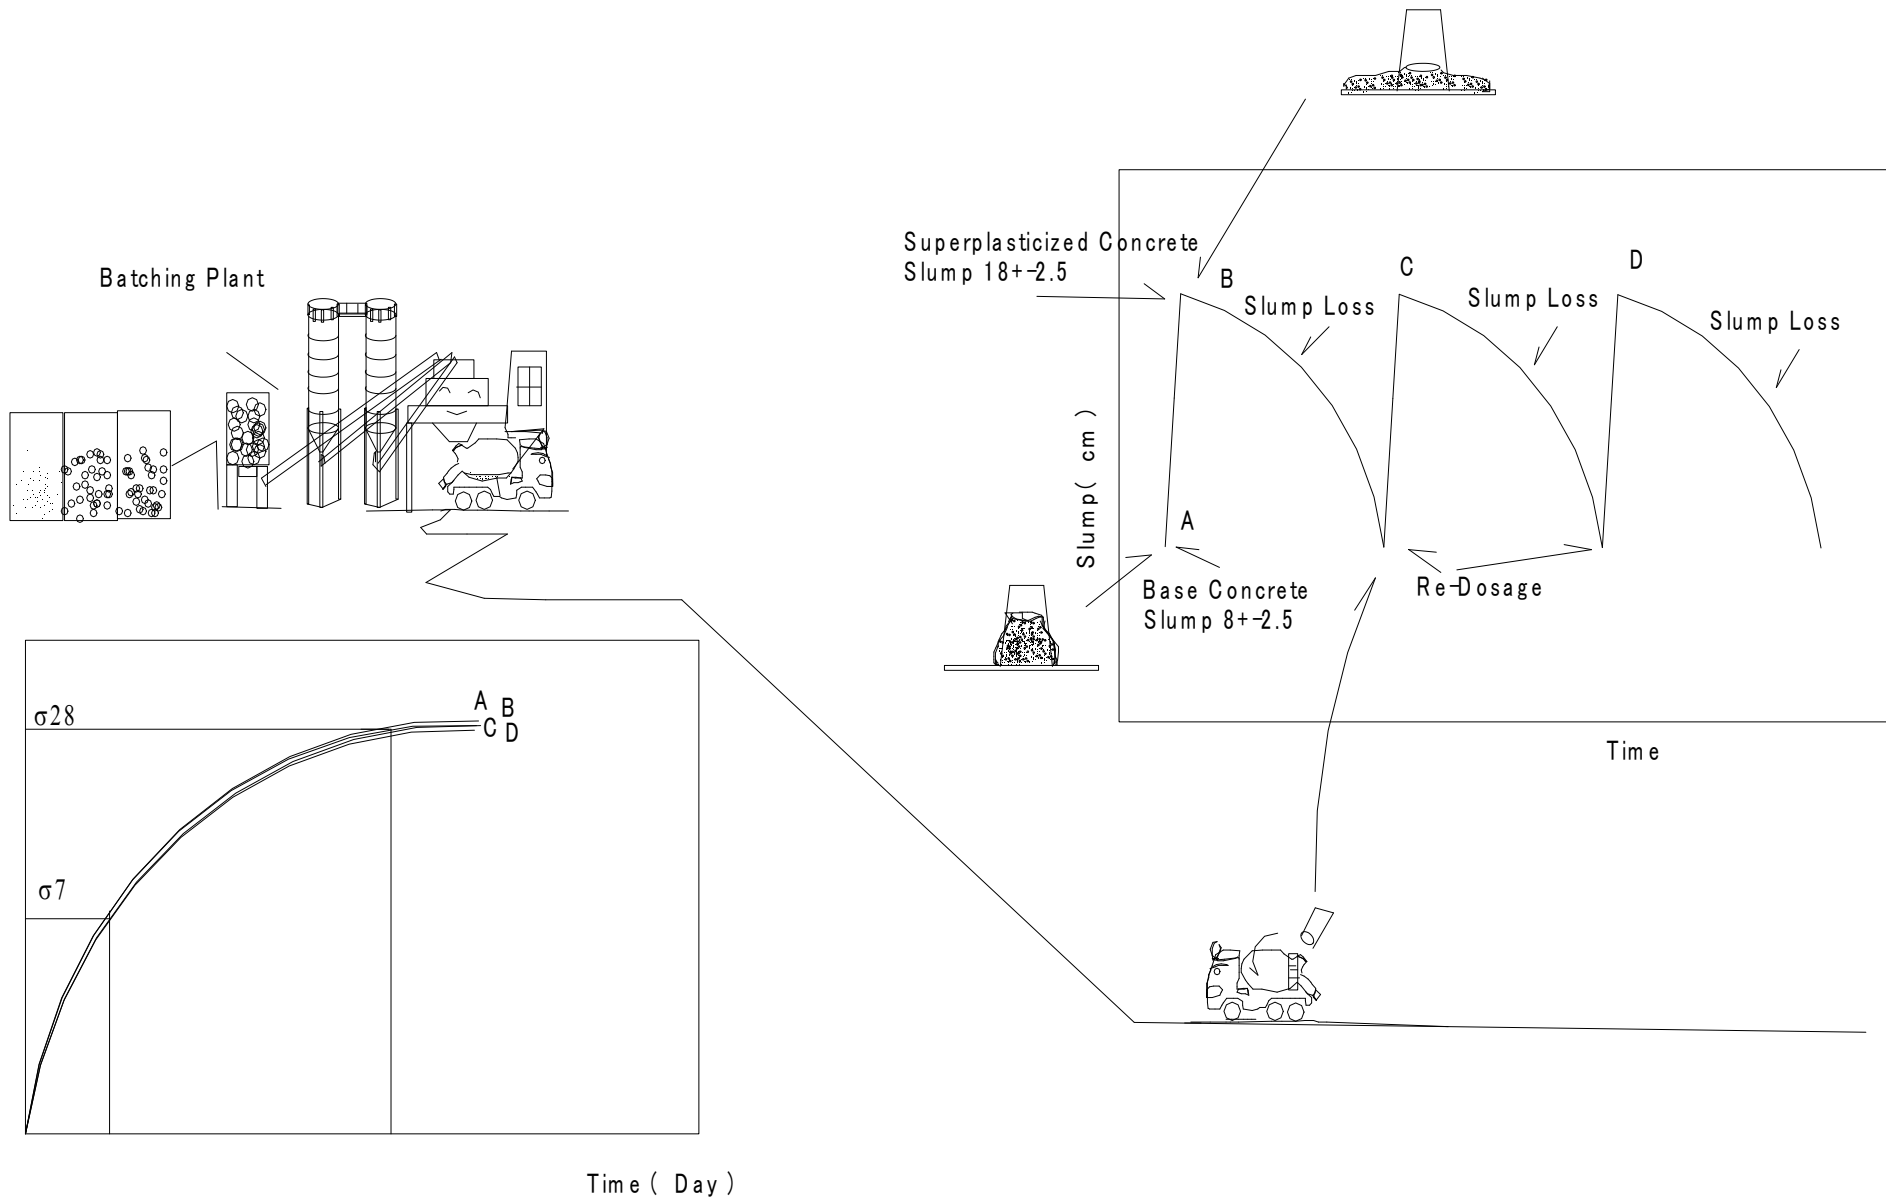 Batching Plant
Superplasticized Concrete
Slump 18+-2.5
B
C
D
Slump Loss
Slump Loss
Slump Loss
Slump( cm )
A
Base Concrete
Slump 8+-2.5
Re-Dosage
Time
σ28
A B
C D
σ7
Time ( Day )